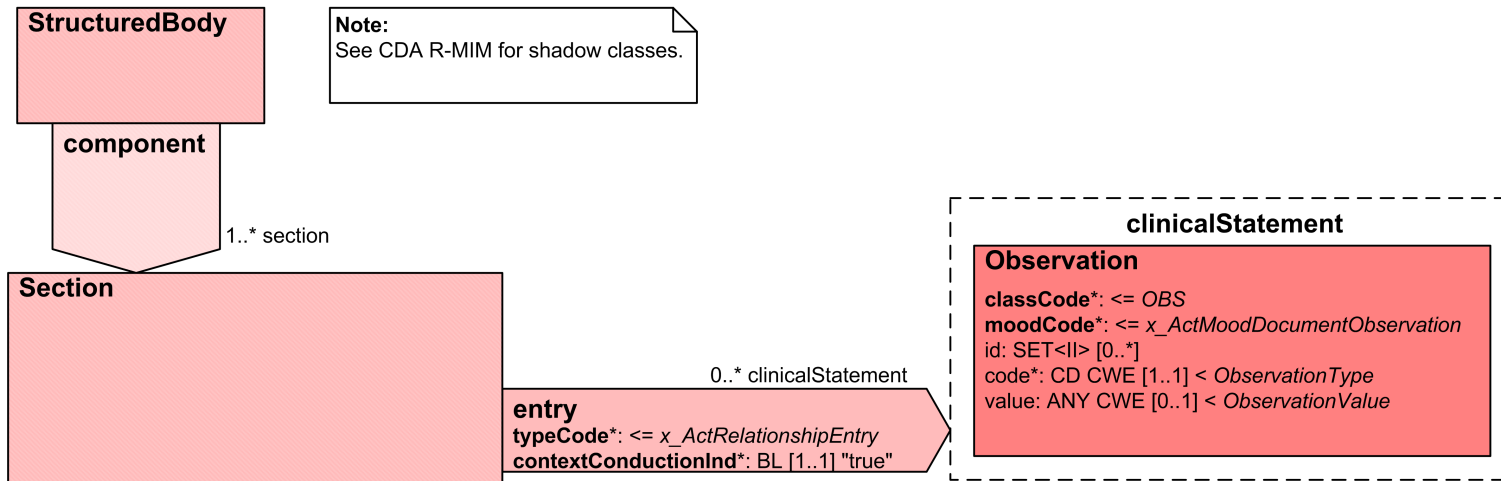 StructuredBody
Note:
See CDA R-MIM for shadow classes.
component
1..* section
clinicalStatement
Section
Observation
classCode*: <= OBS
moodCode*: <= x_ActMoodDocumentObservation
id: SET<II> [0..*]
code*: CD CWE [1..1] < ObservationType
value: ANY CWE [0..1] < ObservationValue
0..* clinicalStatement
entry
typeCode*: <= x_ActRelationshipEntry
contextConductionInd*: BL [1..1] "true"